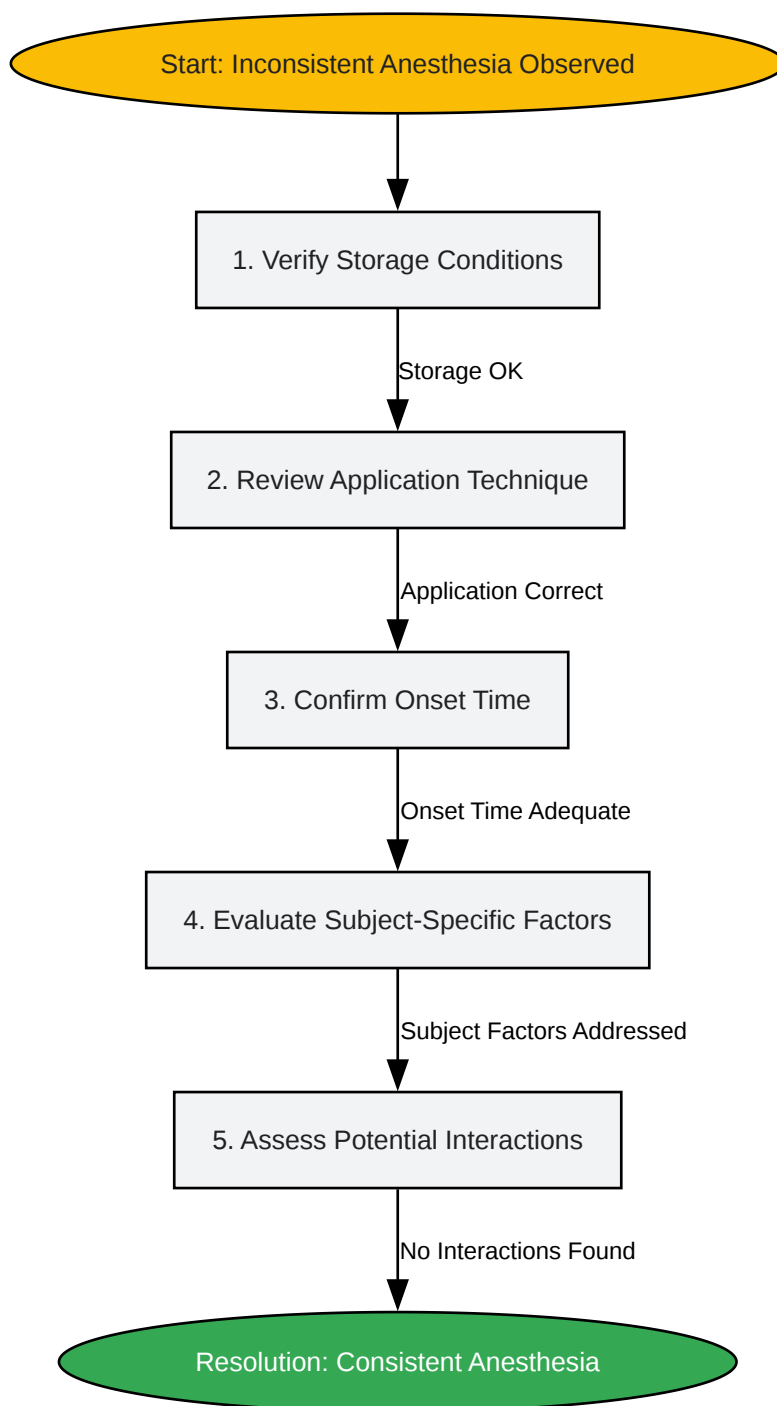 Start: Inconsistent Anesthesia Observed
1. Verify Storage Conditions
Storage OK
2. Review Application Technique
Application Correct
3. Confirm Onset Time
Onset Time Adequate
4. Evaluate Subject-Specific Factors
Subject Factors Addressed
5. Assess Potential Interactions
No Interactions Found
Resolution: Consistent Anesthesia